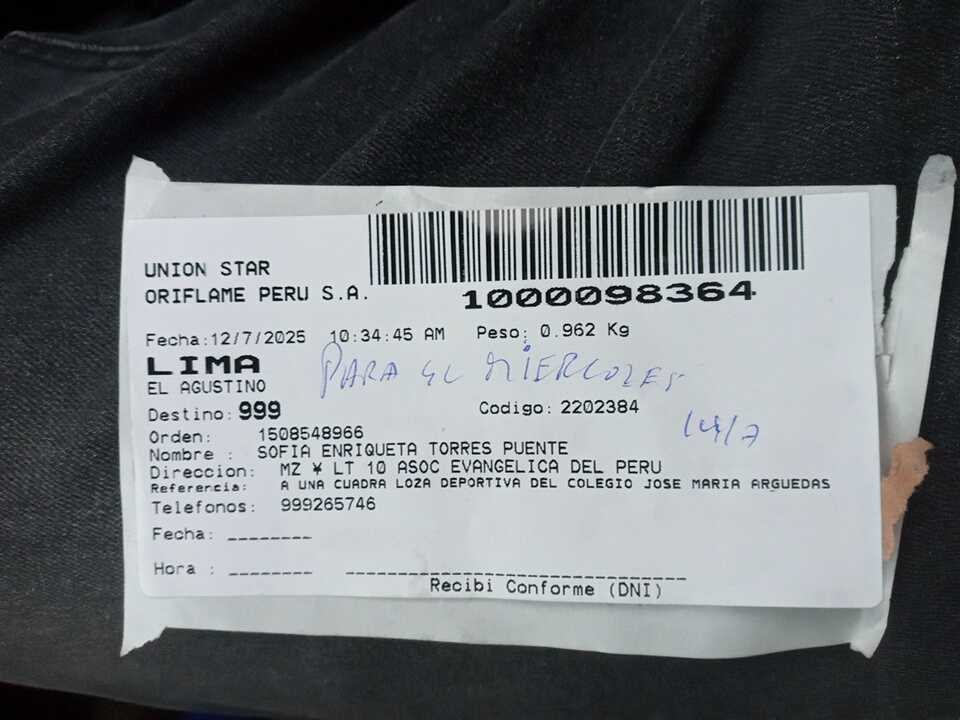 UNION STAR
ORIFLAME PERU S.A.
1000098364
Fecha:12/7/2025 10:34:45 AM Peso: 0.962 Kg
LIMA
EL AGUSTINO
PARA EL MIERCOLES
Destino: 999 Codigo: 2202384
Orden: 1508548966
Nombre : SOFIA ENRIQUETA TORRES PUENTE
Direccion: MZ ¥ LT 10 ASOC EVANGELICA DEL PERU
Referencia: A UNA CUADRA LOZA DEPORTIVA DEL COLEGIO JOSE MARIA ARGUEDAS
Telefonos: 999265746
Fecha: ________
Hora : ________
Recibi Conforme (DNI)